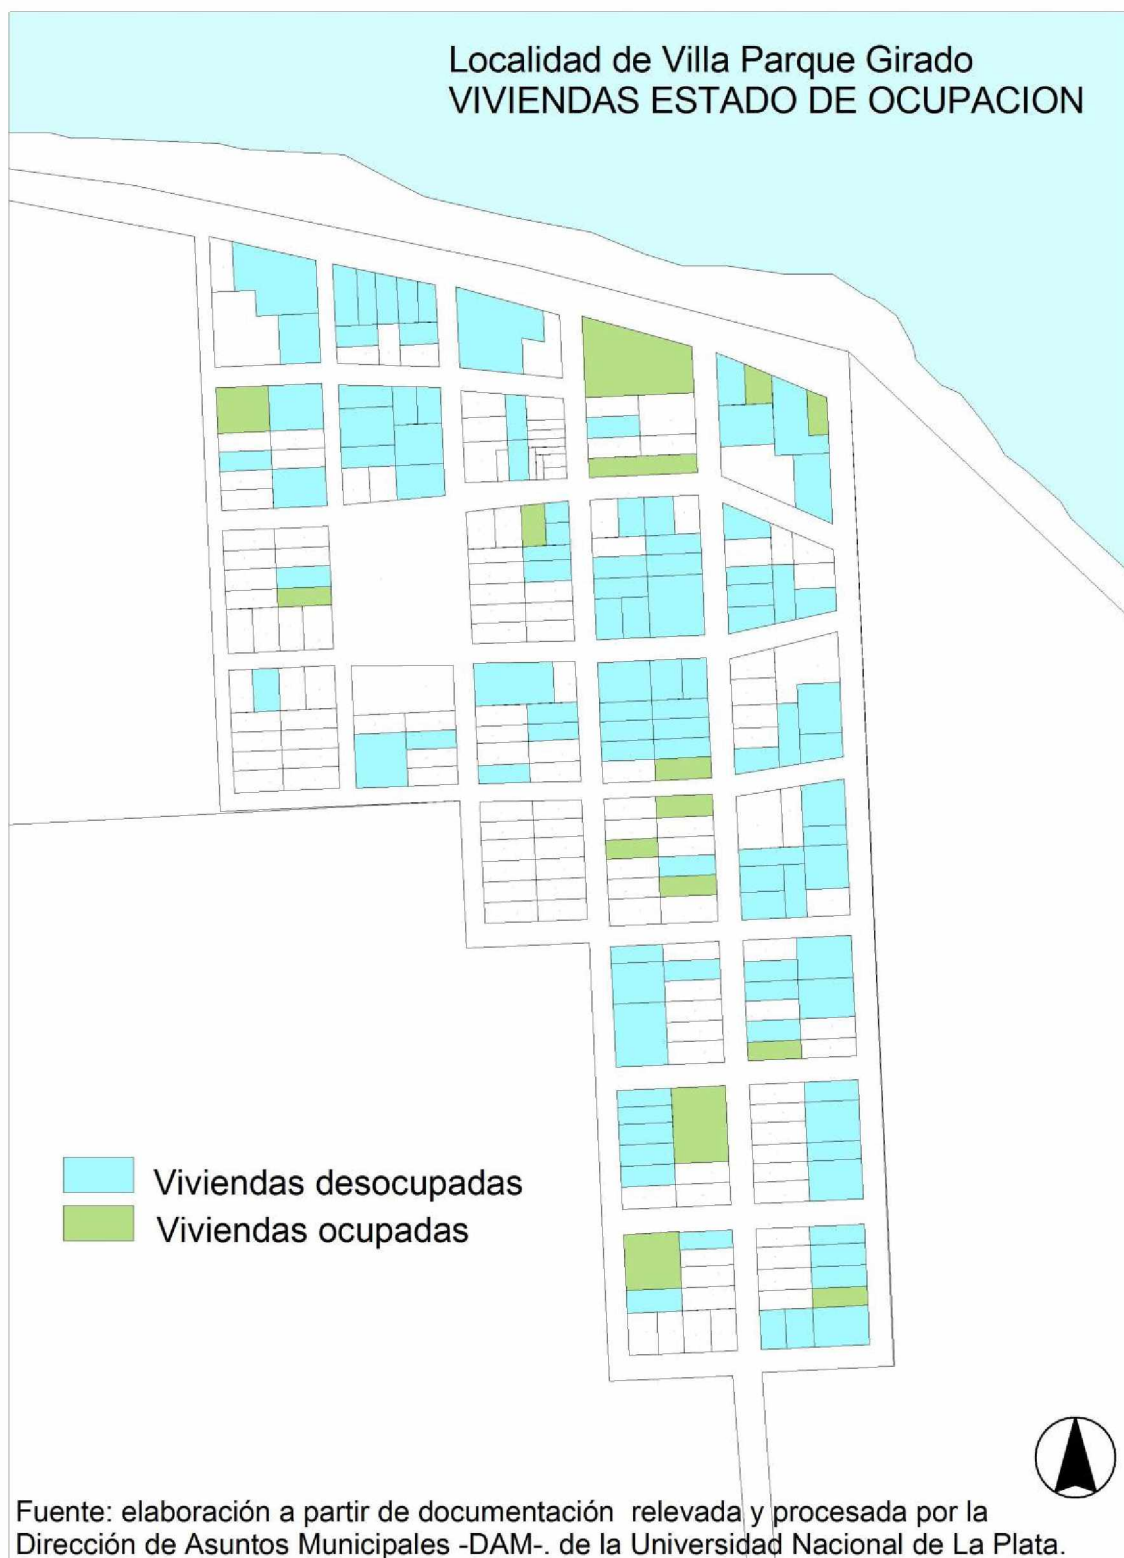 Localidad de Villa Parque Girado
VIVIENDAS ESTADO DE OCUPACION
Viviendas desocupadas
Viviendas ocupadas
Fuente: elaboración a partir de documentación relevada y procesada por la
Dirección de Asuntos Municipales -DAM-. de la Universidad Nacional de La Plata.